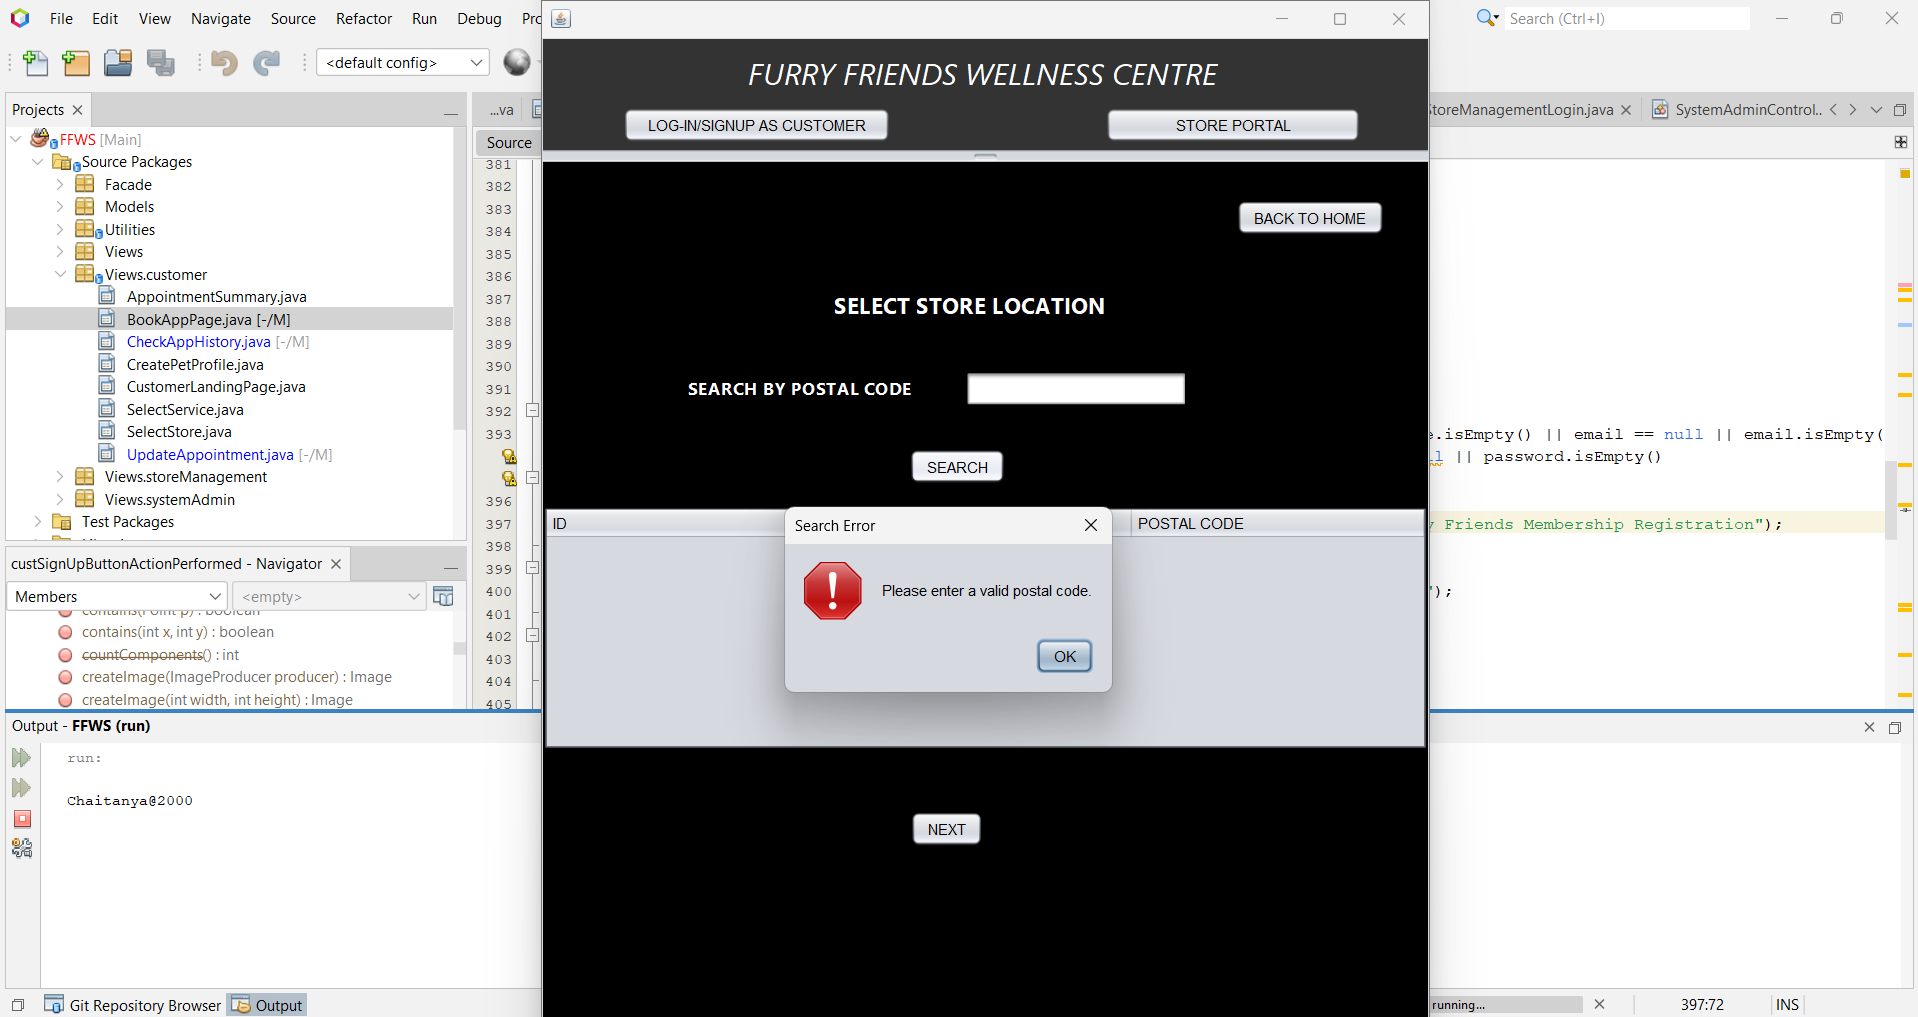 File Edit View Navigate Source Refactor Run Debug
Search (Ctrl+I)
<default config>
FURRY FRIENDS WELLNESS CENTRE
LOG-IN/SIGNUP AS CUSTOMER
STORE PORTAL
Projects
...va
toreManagementLogin.java
SystemAdminControl..
FFWS [Main]
Source Packages
Facade
Models
Utilities
Views
Views.customer
AppointmentSummary.java
BookAppPage.java [-/M]
CheckAppHistory.java [-/M]
CreatePetProfile.java
CustomerLandingPage.java
SelectService.java
SelectStore.java
UpdateAppointment.java [-/M]
Views.storeManagement
Views.systemAdmin
Test Packages
Source
381
382
383
384
385
386
387
388
389
390
391
392
393
396
397
398
399
400
401
402
403
404
405
BACK TO HOME
SELECT STORE LOCATION
SEARCH BY POSTAL CODE
SEARCH
ID
POSTAL CODE
Search Error
Please enter a valid postal code.
OK
NEXT
e.isEmpty() || email == null || email.isEmpty(
ll || password.isEmpty()
y Friends Membership Registration");
");
custSignUpButtonActionPerformed - Navigator
Members
<empty>
contains(Point p) : boolean
contains(int x, int y) : boolean
countComponents() : int
createImage(ImageProducer producer) : Image
createImage(int width, int height) : Image
Output - FFWS (run)
run:
Chaitanya@2000
Git Repository Browser
Output
running...
397:72
INS